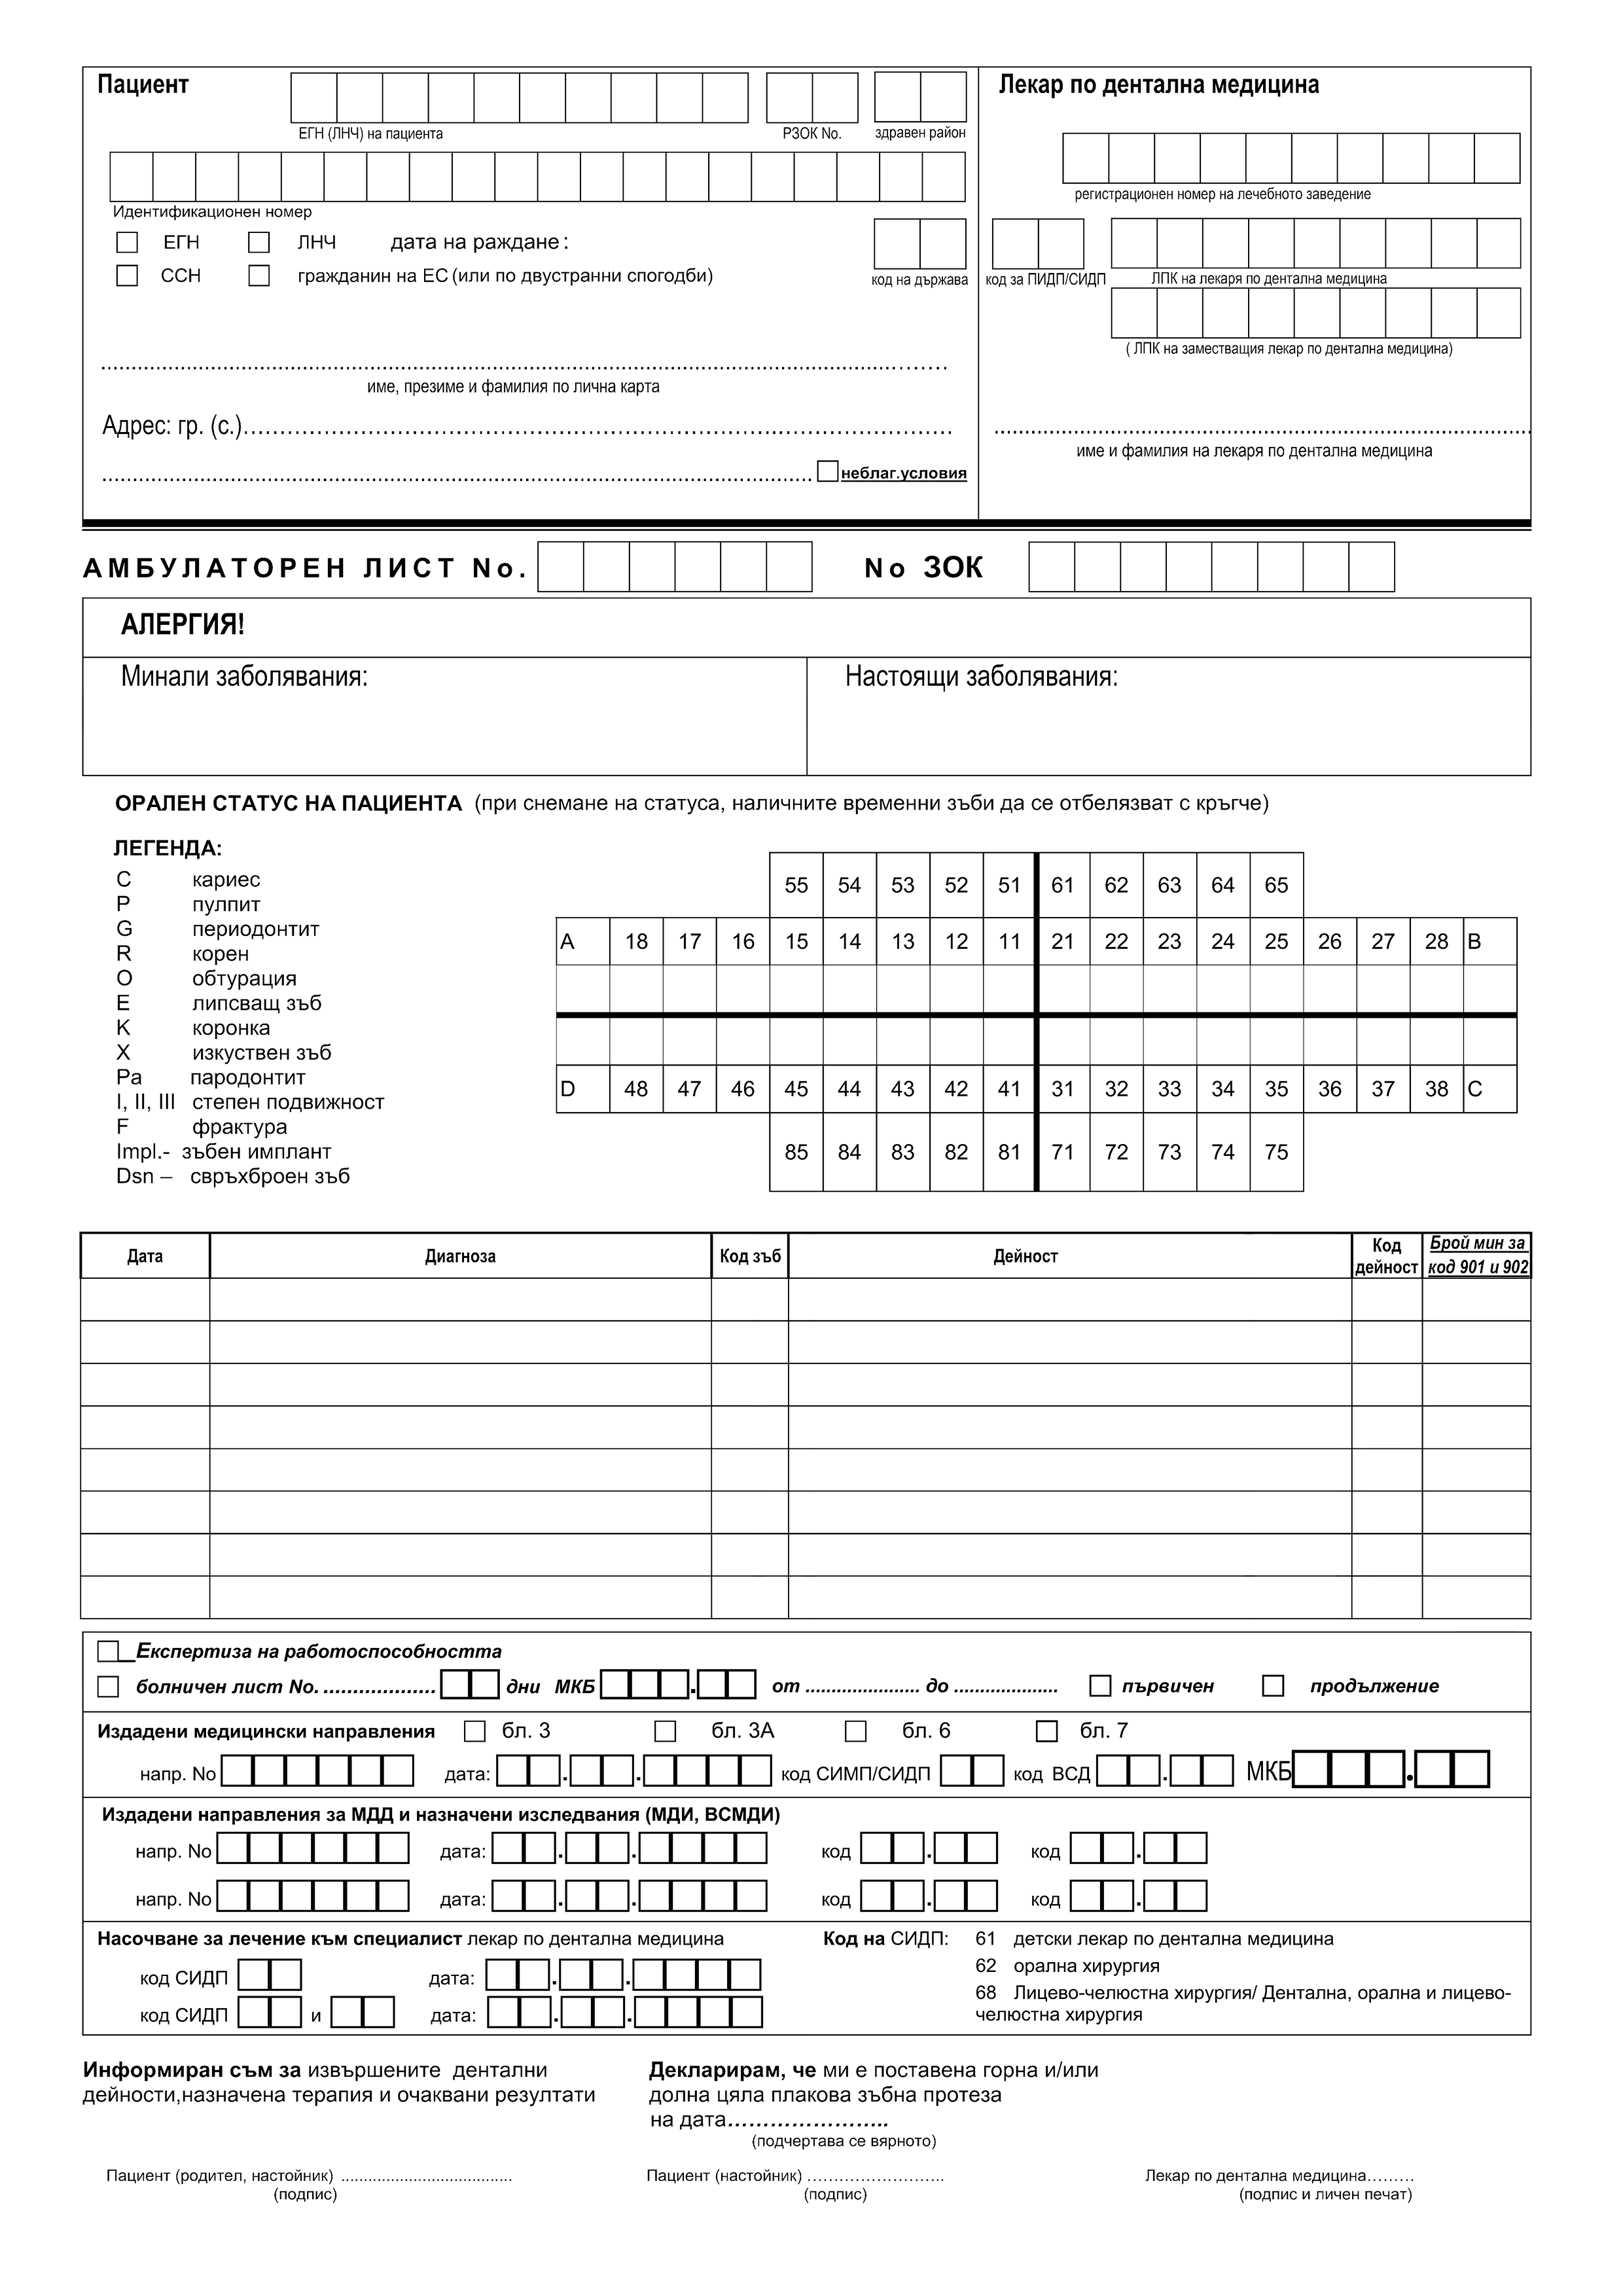 Пациент
ЕГН (ЛНЧ) на пациента
РЗОК No.
здравен район
Идентификационен номер
ЕГН ЛНЧ дата на раждане :
ССН гражданин на ЕС (или по двустранни спогодби)
код на държава
име, презиме и фамилия по лична карта
Адрес: гр. (с.)
неблаг.условия
Лекар по дентална медицина
регистрационен номер на лечебното заведение
код за ПИДП/СИДП ЛПК на лекаря по дентална медицина
( ЛПК на заместващия лекар по дентална медицина)
име и фамилия на лекаря по дентална медицина
АМБУЛАТОРЕН ЛИСТ No. No ЗОК
АЛЕРГИЯ!
Минали заболявания: Настоящи заболявания:
ОРАЛЕН СТАТУС НА ПАЦИЕНТА (при снемане на статуса, наличните временни зъби да се отбелязват с кръгче)
ЛЕГЕНДА:
C кариес
P пулпит
G периодонтит
R корен
O обтурация
E липсващ зъб
K коронка
X изкуствен зъб
Pa пародонтит
I, II, III степен подвижност
F фрактура
Impl.- зъбен имплант
Dsn – свръхброен зъб
55 54 53 52 51 61 62 63 64 65
A 18 17 16 15 14 13 12 11 21 22 23 24 25 26 27 28 B
D 48 47 46 45 44 43 42 41 31 32 33 34 35 36 37 38 C
85 84 83 82 81 71 72 73 74 75
Дата Диагноза Код зъб Дейност Код дейност Брой мин за код 901 и 902
Експертиза на работоспособността
болничен лист No. ................... дни МКБ . от ...................... до .................... първичен продължение
Издадени медицински направления бл. 3 бл. 3А бл. 6 бл. 7
напр. No дата: . . код СИМП/СИДП код ВСД . МКБ .
Издадени направления за МДД и назначени изследвания (МДИ, ВСМДИ)
напр. No дата: . . код . код .
напр. No дата: . . код . код .
Насочване за лечение към специалист лекар по дентална медицина
код СИДП дата: . .
код СИДП и дата: . .
Код на СИДП: 61 детски лекар по дентална медицина
62 орална хирургия
68 Лицево-челюстна хирургия/ Дентална, орална и лицево-
челюстна хирургия
Информиран съм за извършените дентални
дейности,назначена терапия и очаквани резултати
Декларирам, че ми е поставена горна и/или
долна цяла плакова зъбна протеза
на дата…………………..
(подчертава се вярното)
Пациент (родител, настойник) ......................................
(подпис)
Пациент (настойник) ……………………..
(подпис)
Лекар по дентална медицина………
(подпис и личен печат)